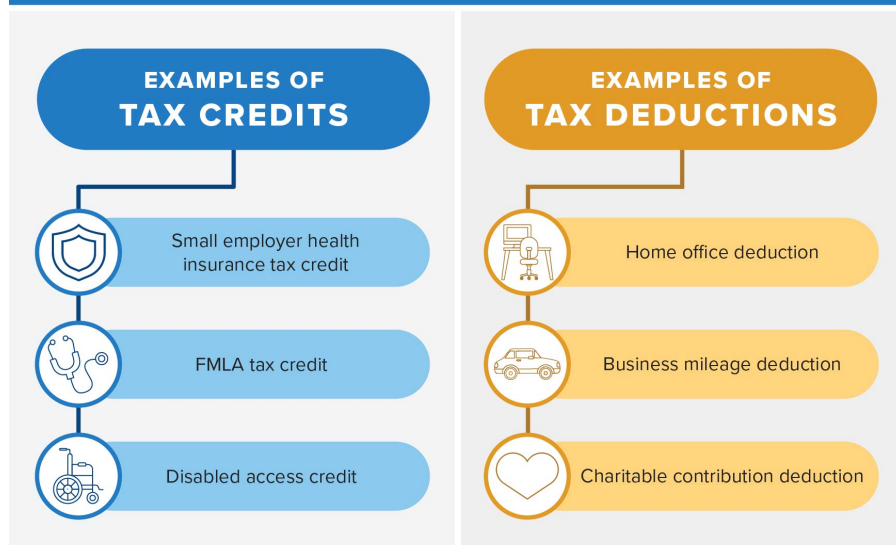 EXAMPLES OF
TAX CREDITS
Small employer health
insurance tax credit
FMLA tax credit
Disabled access credit
EXAMPLES OF
TAX DEDUCTIONS
Home office deduction
Business mileage deduction
Charitable contribution deduction